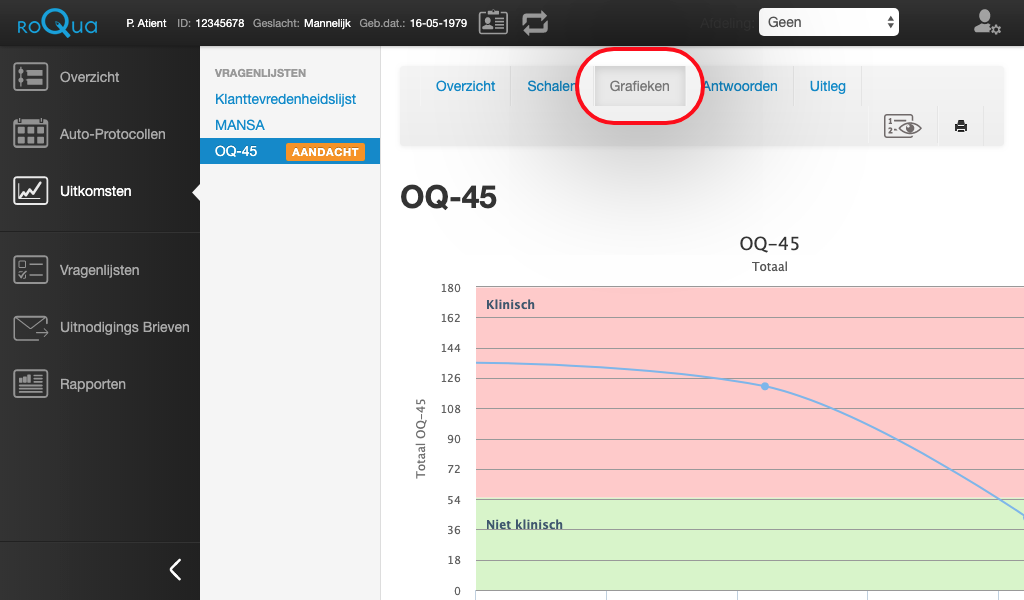 roQua
P. Atient ID: 12345678 Geslacht: Mannelijk Geb.dat.: 16-05-1979
Afdeling: Geen
Overzicht
Auto-Protocollen
Uitkomsten
Vragenlijsten
Uitnodigings Brieven
Rapporten
VRAGENLIJSTEN
Klanttevredenheidslijst
MANSA
OQ-45 AANDACHT
Overzicht Schalen Grafieken Antwoorden Uitleg
1-
2-
OQ-45
OQ-45
Totaal
Totaal OQ-45
180
162
144
126
108
90
72
54
36
18
0
Klinisch
Niet klinisch